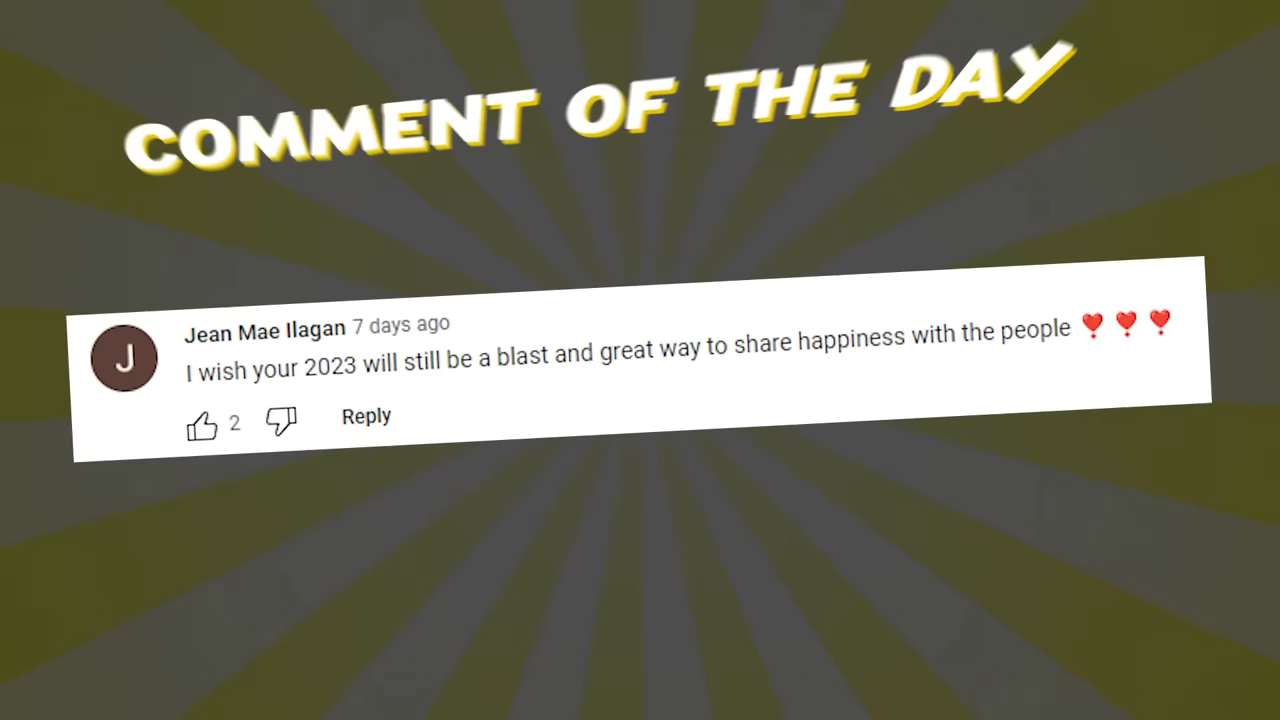 COMMENT OF THE DAY
J
Jean Mae Ilagan 7 days ago
I wish your 2023 will still be a blast and great way to share happiness with the people ❣️❣️❣️
2 Reply